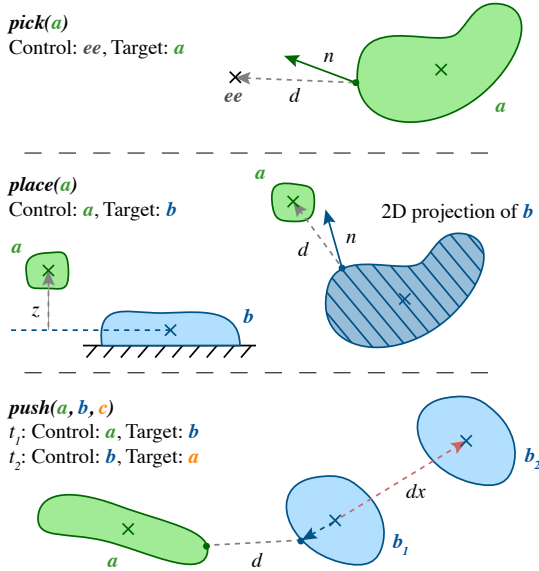 pick(a)
Control: ee, Target: a
n
ee
d
a
place(a)
Control: a, Target: b
a
2D projection of b
a
n
d
z
b
push(a, b, c)
t1: Control: a, Target: b
t2: Control: b, Target: a
b2
dx
b1
d
a